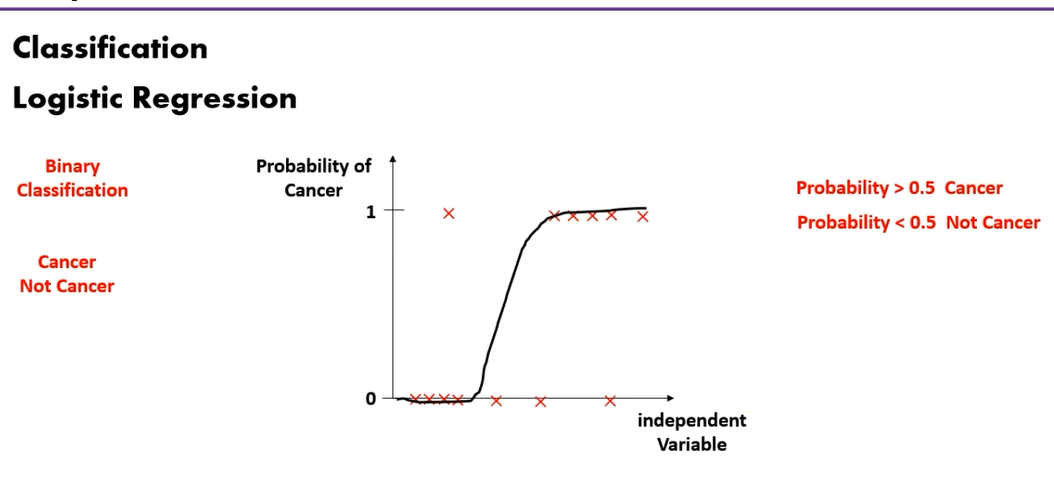 Classification
Logistic Regression
Binary
Classification
Cancer
Not Cancer
Probability of
Cancer
1
0
independent
Variable
Probability > 0.5 Cancer
Probability < 0.5 Not Cancer